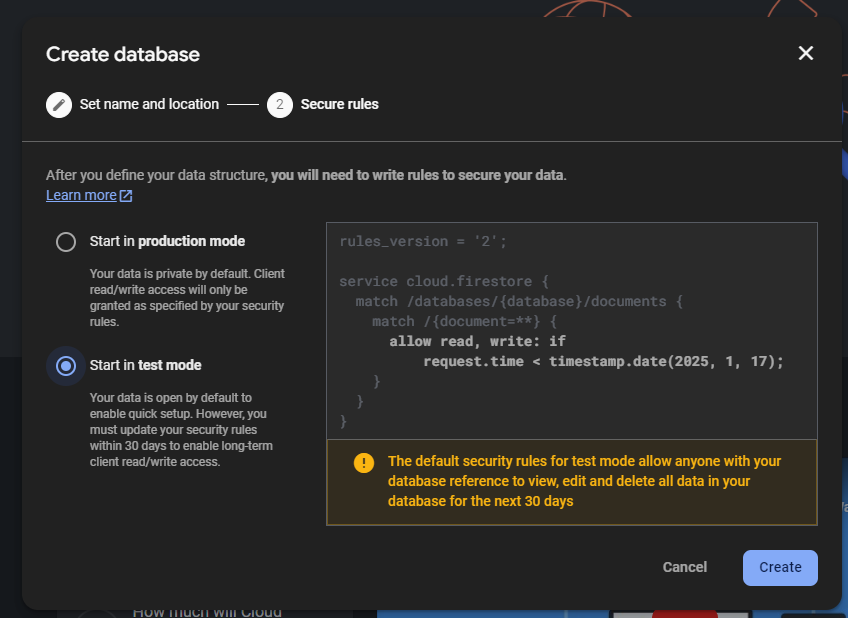 Create database
Set name and location
2
Secure rules
After you define your data structure, you will need to write rules to secure your data.
Learn more
Start in production mode
Your data is private by default. Client
read/write access will only be
granted as specified by your security
rules.
Start in test mode
Your data is open by default to
enable quick setup. However, you
must update your security rules
within 30 days to enable long-term
client read/write access.
rules_version = '2';
service cloud.firestore {
match /databases/{database}/documents {
match /{document=**} {
allow read, write: if
request.time < timestamp.date(2025, 1, 17);
}
}
}
The default security rules for test mode allow anyone with your
database reference to view, edit and delete all data in your
database for the next 30 days
Cancel
Create
How much will Cloud